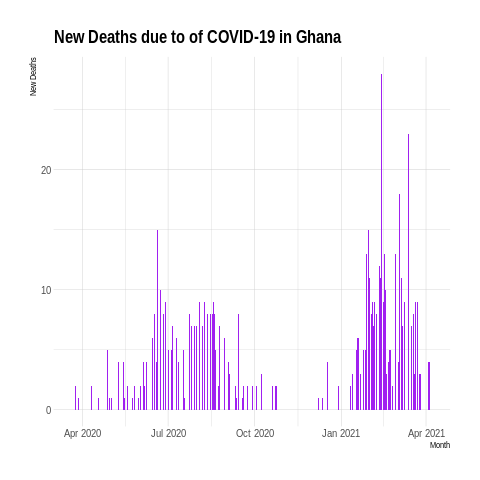 New Deaths due to of COVID-19 in Ghana
New Deaths
20
10
0
Apr 2020 Jul 2020 Oct 2020 Jan 2021 Apr 2021
Month